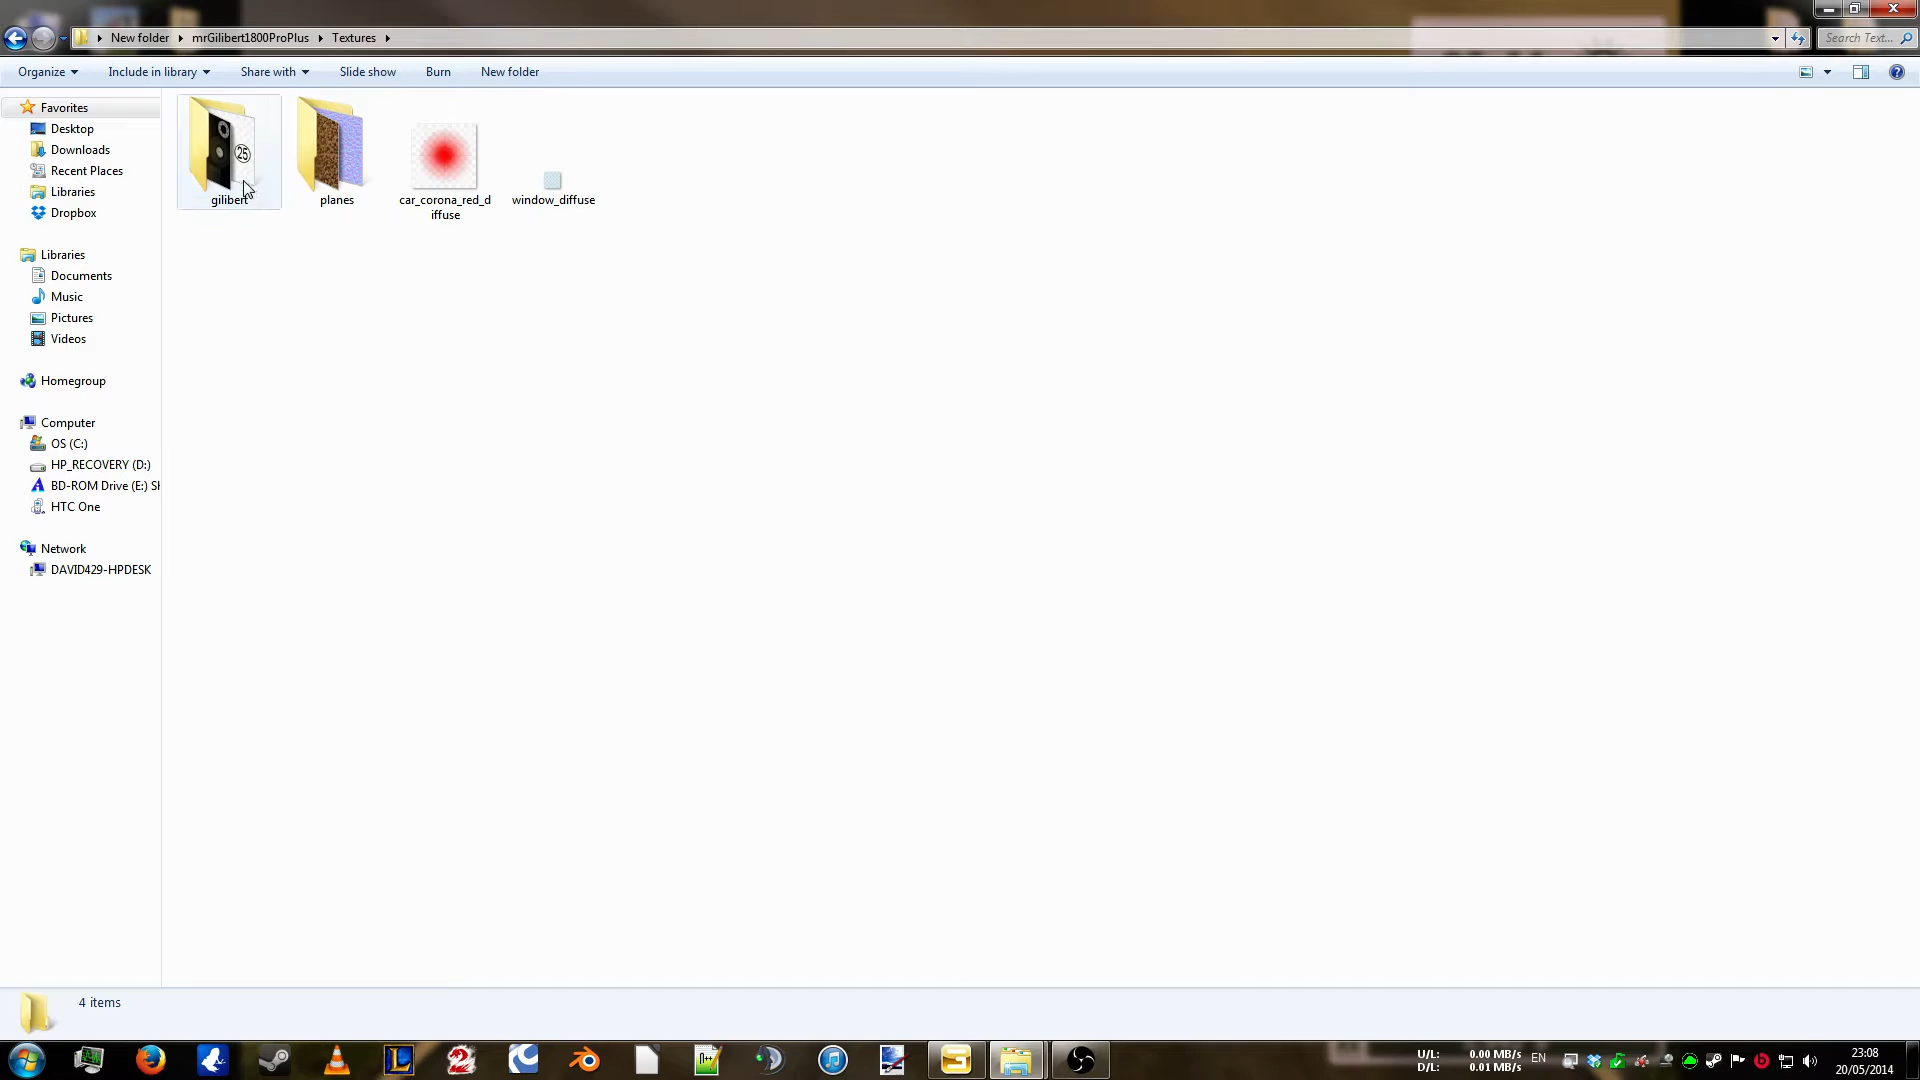 New folder mrGilibert1800ProPlus Textures
Search Text...
Organize Include in library Share with Slide show Burn New folder
Favorites
Desktop
Downloads
Recent Places
Libraries
Dropbox
Libraries
Documents
Music
Pictures
Videos
Homegroup
Computer
OS (C:)
HP_RECOVERY (D:)
BD-ROM Drive (E:) SH
HTC One
Network
DAVID429-HPDESK
25
gilibert
planes
car_corona_red_d
iffuse
window_diffuse
4 items
U/L: 0.00 MB/s
D/L: 0.01 MB/s
EN
23:08
20/05/2014